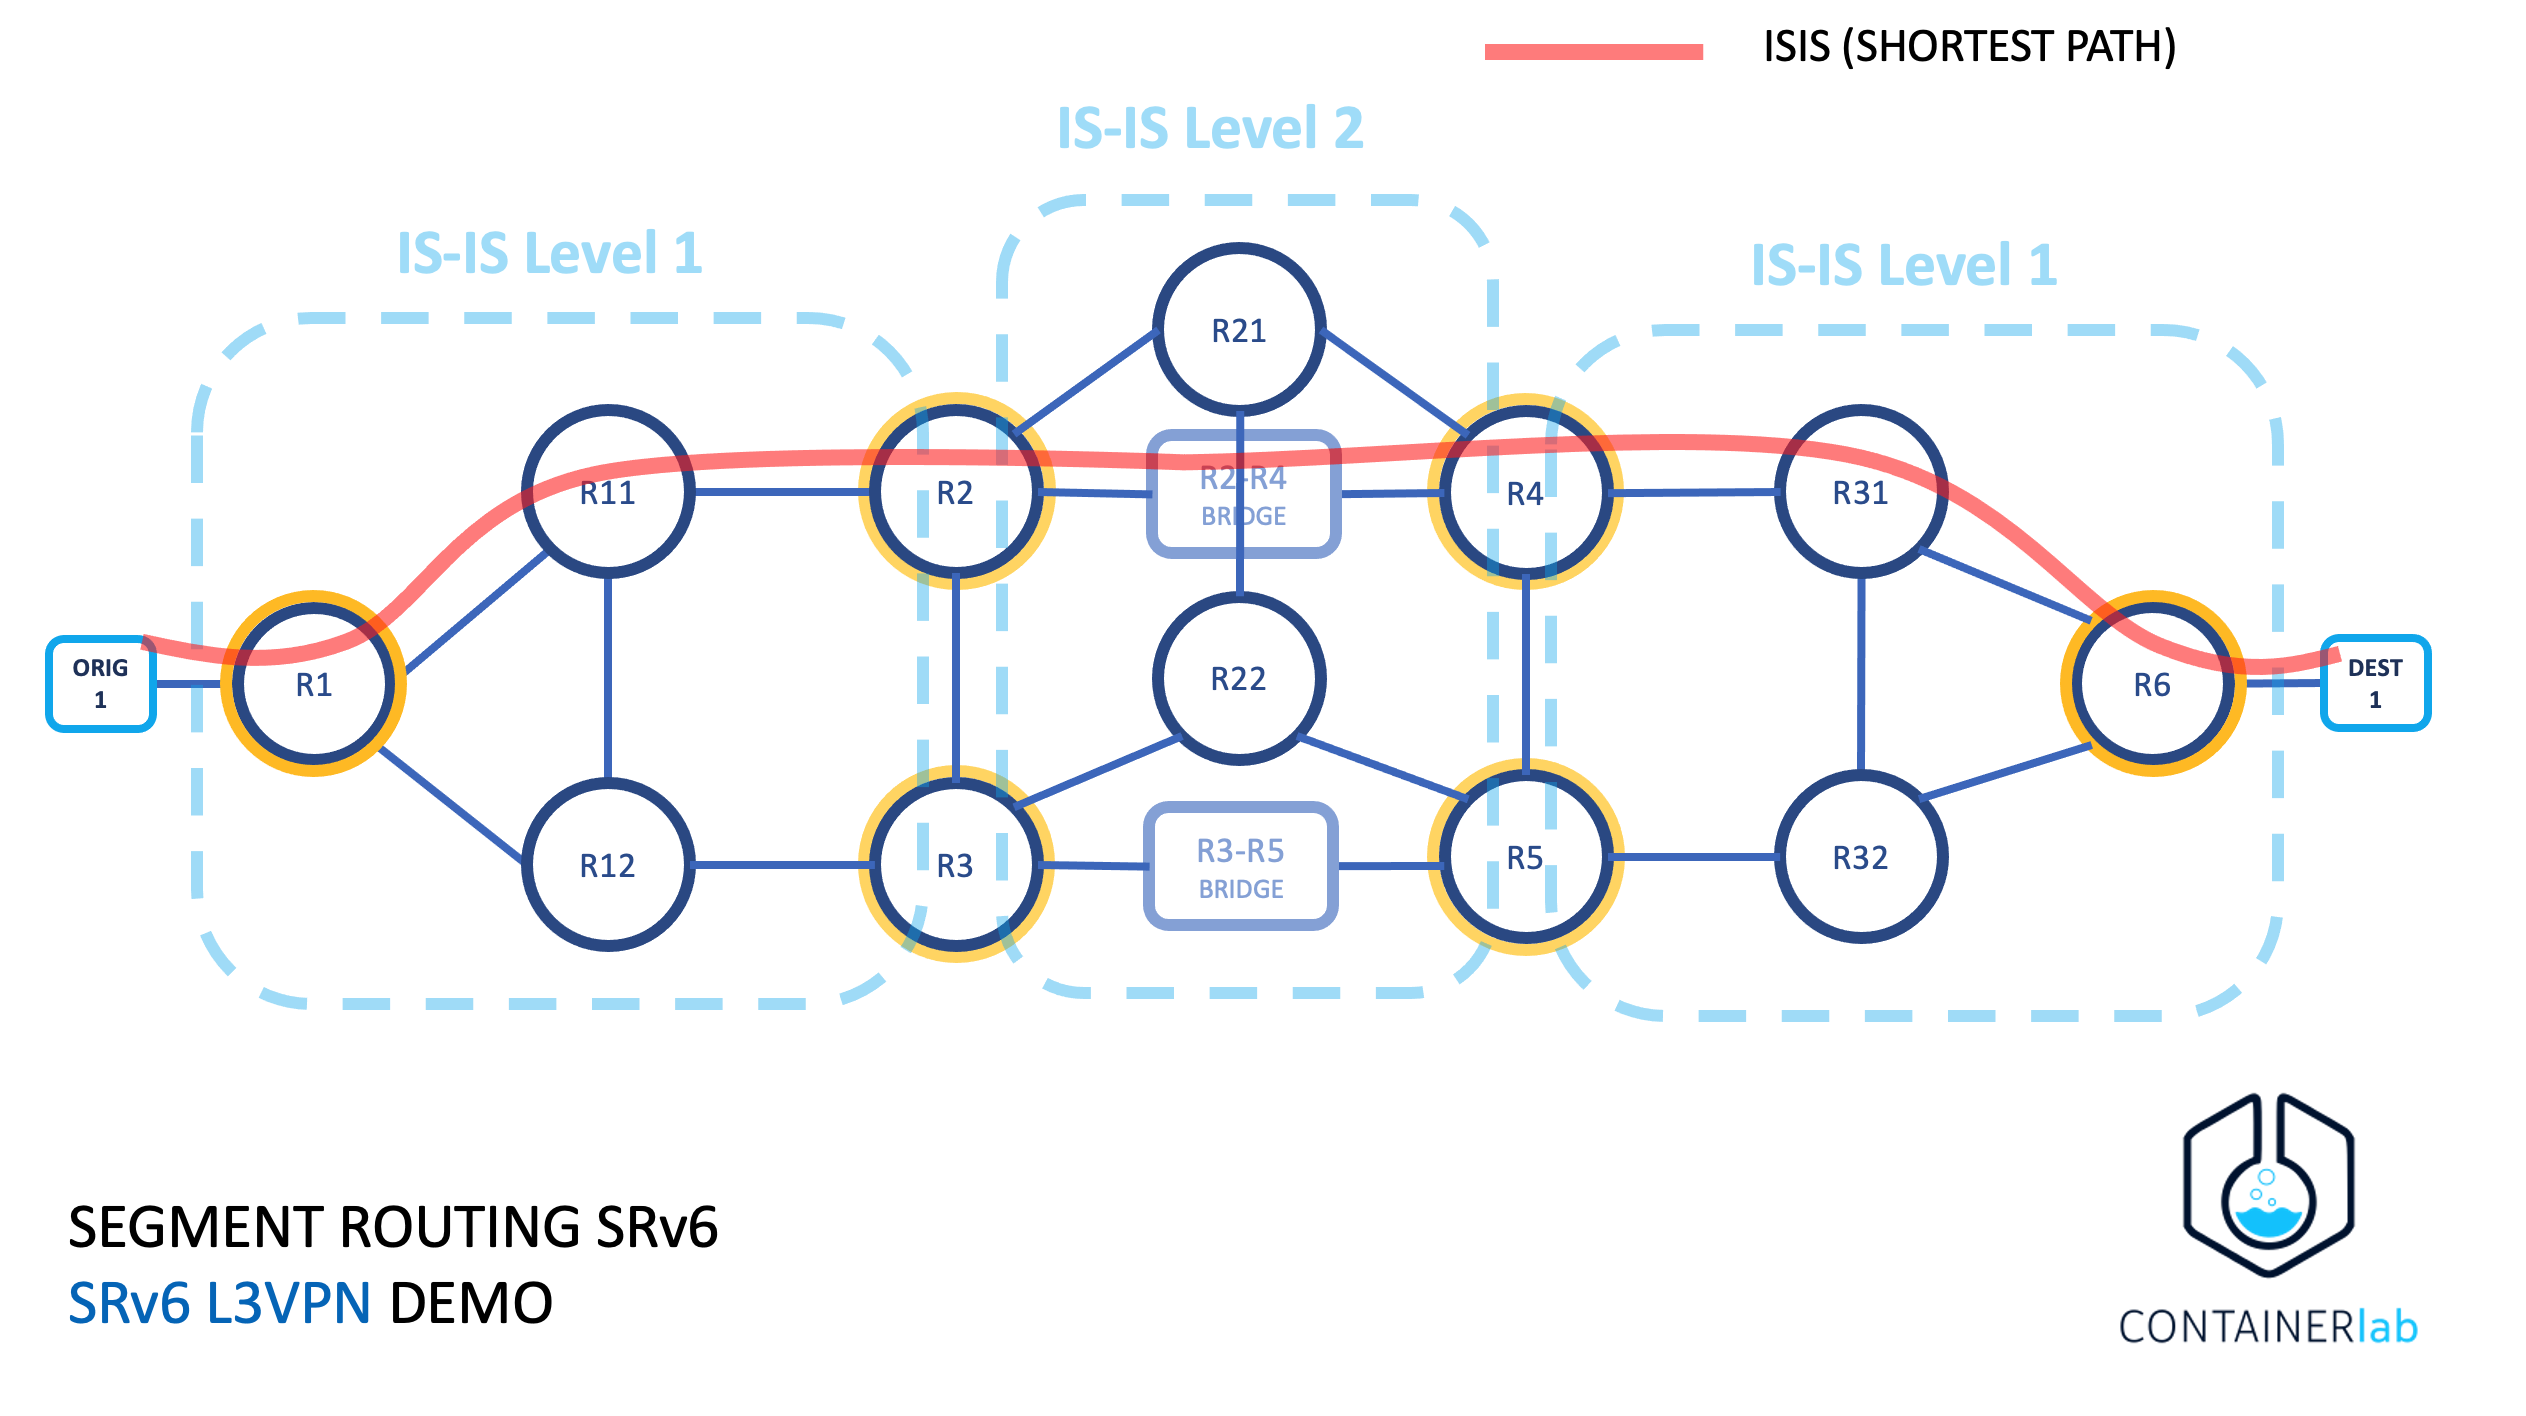 ISIS (SHORTEST PATH)
IS-IS Level 2
IS-IS Level 1
IS-IS Level 1
R21
R11
R2
R2-R4
BRIDGE
R4
R31
ORIG
1
R1
R22
R6
DEST
1
R12
R3
R3-R5
BRIDGE
R5
R32
SEGMENT ROUTING SRv6
SRv6 L3VPN DEMO
CONTAINERlab